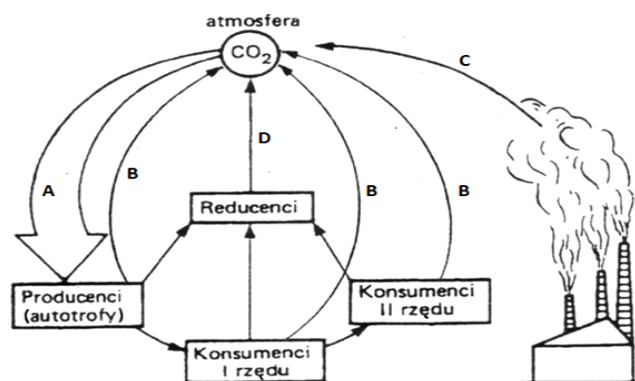 atmosfera
CO₂
C
A
B
D
B
B
Reducenci
Producenci
(autotrofy)
Konsumenci
II rzędu
Konsumenci
I rzędu